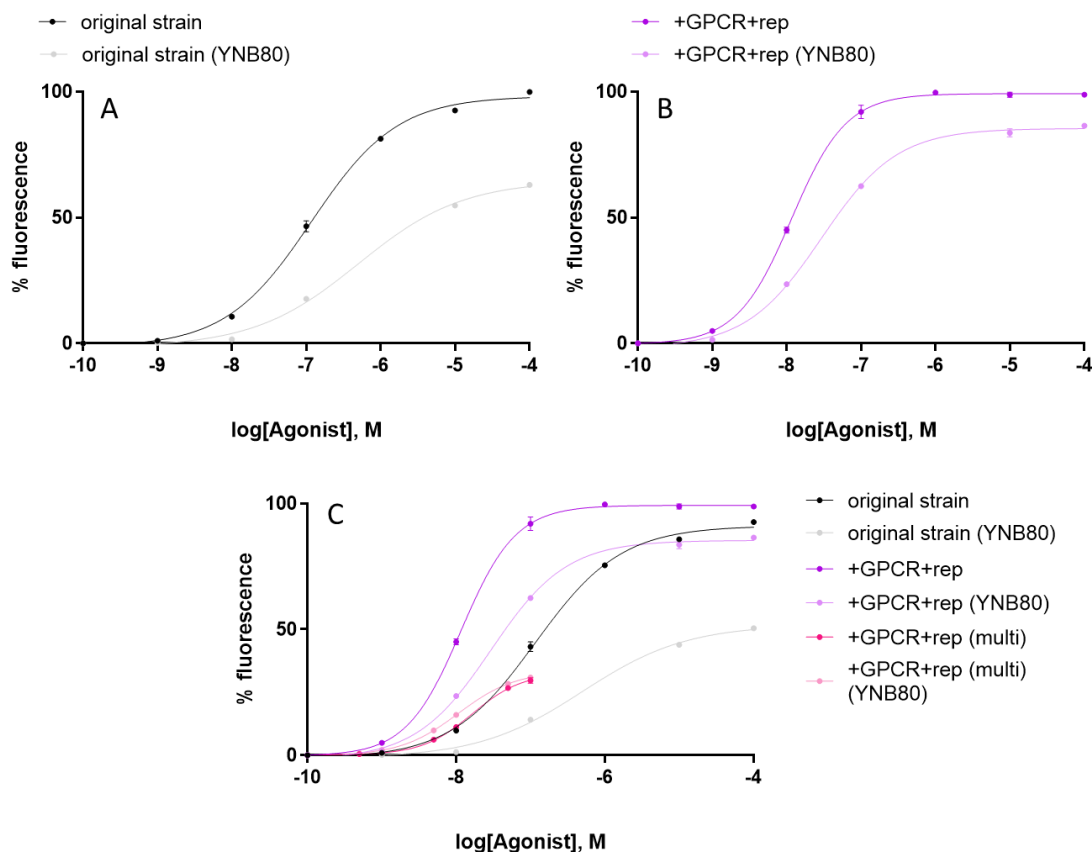 original strain
original strain (YNB80)
A
100
50
0
% fluorescence
-10 -9 -8 -7 -6 -5 -4
log[Agonist], M
+GPCR+rep
+GPCR+rep (YNB80)
B
100
50
0
% fluorescence
-10 -9 -8 -7 -6 -5 -4
log[Agonist], M
C
100
50
0
% fluorescence
-10 -8 -6 -4
log[Agonist], M
original strain
original strain (YNB80)
+GPCR+rep
+GPCR+rep (YNB80)
+GPCR+rep (multi)
+GPCR+rep (multi)
(YNB80)